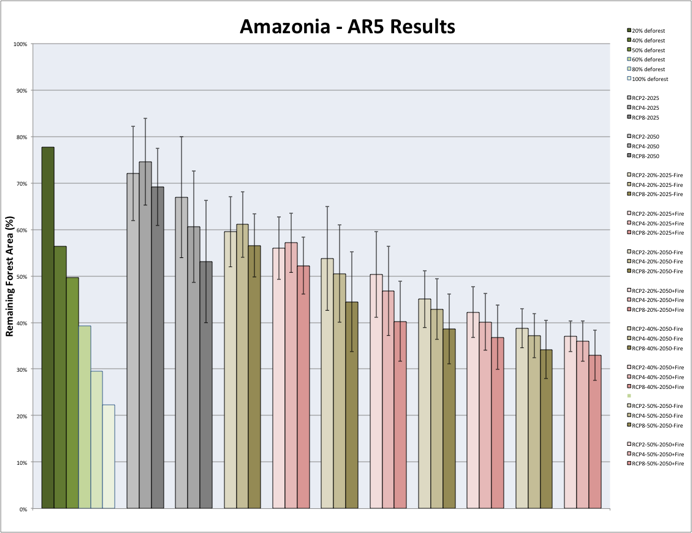 Amazonia - AR5 Results
Remaining Forest Area (%)
100%
90%
80%
70%
60%
50%
40%
30%
20%
10%
0%
20% deforest
40% deforest
50% deforest
60% deforest
80% deforest
100% deforest
RCP2-2025
RCP4-2025
RCP8-2025
RCP2-2050
RCP4-2050
RCP8-2050
RCP2-20%-2025-Fire
RCP4-20%-2025-Fire
RCP8-20%-2025-Fire
RCP2-20%-2025+Fire
RCP4-20%-2025+Fire
RCP8-20%-2025+Fire
RCP2-20%-2050-Fire
RCP4-20%-2050-Fire
RCP8-20%-2050-Fire
RCP2-20%-2050+Fire
RCP4-20%-2050+Fire
RCP8-20%-2050+Fire
RCP2-40%-2050-Fire
RCP4-40%-2050-Fire
RCP8-40%-2050-Fire
RCP2-40%-2050+Fire
RCP4-40%-2050+Fire
RCP8-40%-2050+Fire
RCP2-50%-2050-Fire
RCP4-50%-2050-Fire
RCP8-50%-2050-Fire
RCP2-50%-2050+Fire
RCP4-50%-2050+Fire
RCP8-50%-2050+Fire